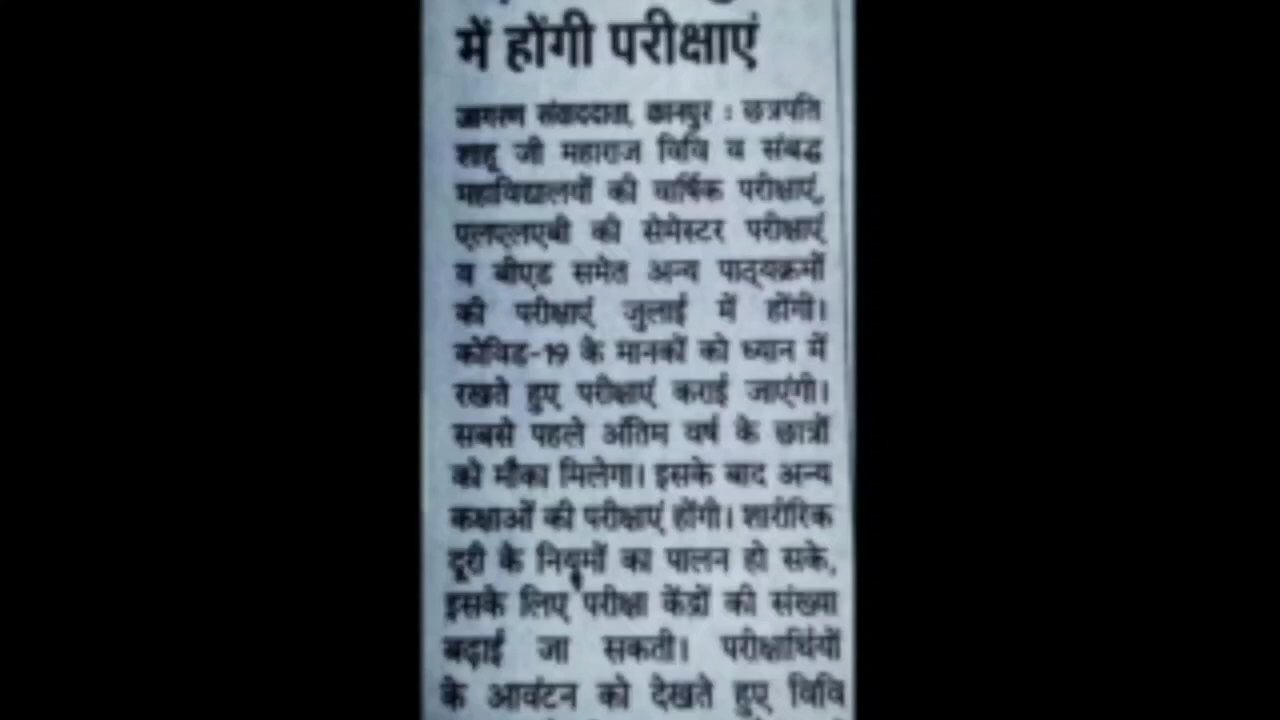 में होंगी परीक्षाएं
जागरण संवाददाता, कानपुर : छत्रपति
शाहू जी महाराज विवि व संबद्ध
महाविद्यालयों की वार्षिक परीक्षाएं,
एलएलएबी की सेमेस्टर परीक्षाएं
व बीएड समेत अन्य पाठ्यक्रमों
की परीक्षाएं जुलाई में होंगी।
कोविड-19 के मानकों को ध्यान में
रखते हुए परीक्षाएं कराई जाएंगी।
सबसे पहले अंतिम वर्ष के छात्रों
को मौका मिलेगा। इसके बाद अन्य
कक्षाओं की परीक्षाएं होंगी। शारीरिक
दूरी के नियमों का पालन हो सके,
इसके लिए परीक्षा केंद्रों की संख्या
बढ़ाई जा सकती। परीक्षार्थियों
के आवंटन को देखते हुए विवि